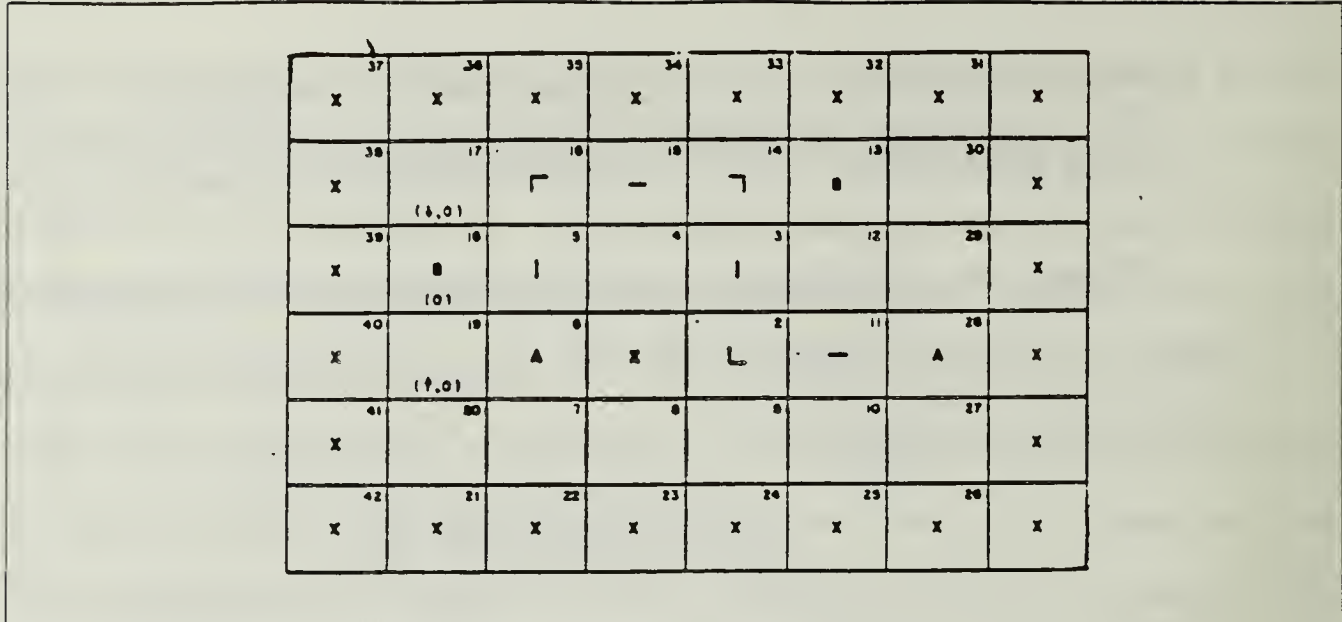 37 36 35 34 33 32 31
X X X X X X X X
38 17 18 15 14 13 30
X ┌ — ┐ B X
(↓,0)
39 16 5 4 3 12 29
X B | | X
(0)
40 19 6 2 11 28
X A X └ — A X
(↑,0)
41 20 7 8 9 10 27
X X
42 21 22 23 24 25 26
X X X X X X X X